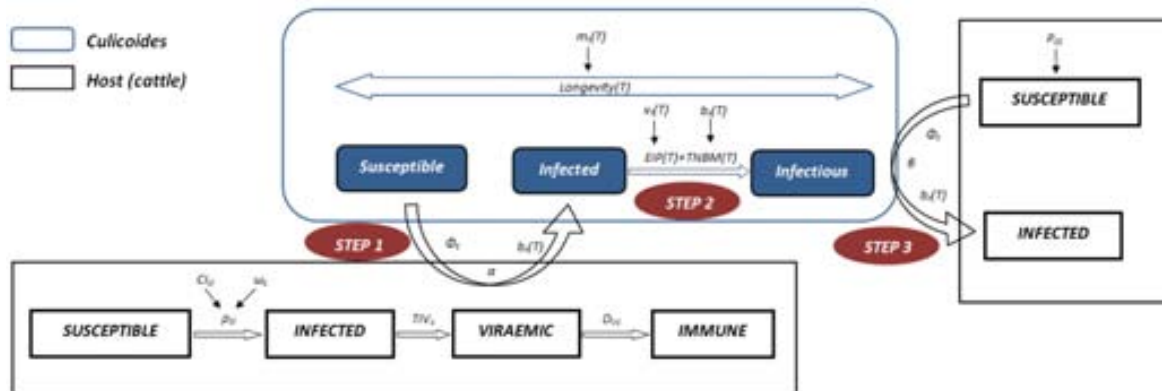 Culicoides
Host (cattle)
Longevity(T)
Susceptible
Infected
EIP(T)+TNBM(T)
Infectious
STEP 1
STEP 2
STEP 3
α
SUSCEPTIBLE
INFECTED
VIRAEMIC
IMMUNE
SUSCEPTIBLE
INFECTED